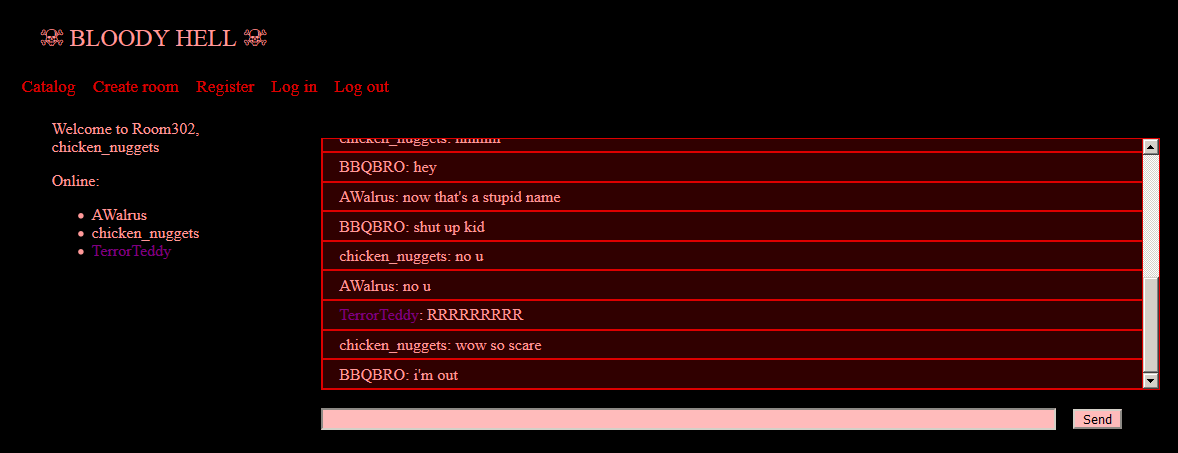 ☠ BLOODY HELL ☠
Catalog Create room Register Log in Log out
Welcome to Room302,
chicken_nuggets
Online:
AWalrus
chicken_nuggets
TerrorTeddy
chicken_nuggets:
BBQBRO: hey
AWalrus: now that's a stupid name
BBQBRO: shut up kid
chicken_nuggets: no u
AWalrus: no u
TerrorTeddy: RRRRRRRRR
chicken_nuggets: wow so scare
BBQBRO: i'm out
Send